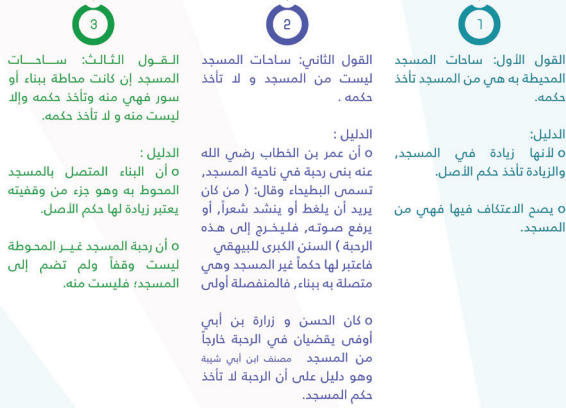 1
القول الأول: ساحات المسجد
المحيطة به هي من المسجد تأخذ
حكمه.
الدليل:
o لأنها زيادة في المسجد,
والزيادة تأخذ حكم الأصل.
o يصح الاعتكاف فيها فهي من
المسجد.
2
القول الثاني: ساحات المسجد
ليست من المسجد و لا تأخذ
حكمه .
الدليل :
o أن عمر بن الخطاب رضي الله
عنه بنى رحبة في ناحية المسجد,
تسمى البطيحاء وقال: ( من كان
يريد أن يلغط أو ينشد شعراً, أو
يرفع صوته, فليخرج إلى هذه
الرحبة ) السنن الكبرى للبيهقي
فاعتبر لها حكماً غير المسجد وهي
متصلة به ببناء, فالمنفصلة أولى
o كان الحسن و زرارة بن أبي
أوفى يقضيان في الرحبة خارجاً
من المسجد مصنف ابن أبي شيبة
وهو دليل على أن الرحبة لا تأخذ
حكم المسجد.
3
القول الثالث: ساحات
المسجد إن كانت محاطة ببناء أو
سور فهي منه وتأخذ حكمه وإلا
ليست منه و لا تأخذ حكمه.
الدليل :
o أن البناء المتصل بالمسجد
المحوط به وهو جزء من وقفيته
يعتبر زيادة لها حكم الأصل.
o أن رحبة المسجد غير المحوطة
ليست وقفاً ولم تضم إلى
المسجد؛ فليست منه.